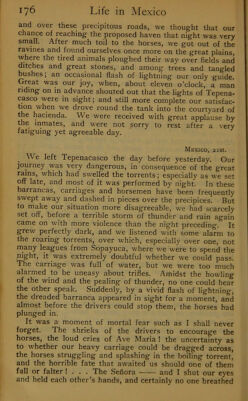 176 Life in Mexico
and over these precipitous roads, we thought that our
chance of reaching the proposed haven that night was very
small. After much toil to the horses, we got out of the
ravines and found ourselves once more on the great plains,
where the tired animals ploughed their way over fields and
ditches and great stones, and among trees and tangled
bushes; an occasional flash of lightning our only guide.
Great was our joy, when, about eleven o'clock, a man
riding on in advance shouted out that the lights of Tepena-
casco were in sight; and still more complete our satisfac-
tion when we drove round the tank into the courtyard of
the hacienda. We were received with great applause by
the inmates, and were not sorry to rest after a very
fatiguing yet agreeable day.
MEXICO, 21st.
We left Tepenacasco the day before yesterday. Our
journey was very dangerous, in consequence of the great
rains, which had swelled the torrents; especially as we set
off late, and most of it was performed by night. In these
barrancas, carriages and horsemen have been frequently
swept away and dashed in pieces over the precipices. But
to make our situation more disagreeable, we had scarcely
set off, before a terrible storm of thunder and rain again
came on with more violence than the night preceding. It
grew perfectly dark, and we listened with some alarm to
the roaring torrents, over which, especially over one, not
many leagues from Sopayuca, where we were to spend the
night, it was extremely doubtful whether we could pass.
The carriage was full of water, but we were too much
alarmed to be uneasy about trifles. Amidst the howling
of the wind and the pealing of thunder, no one could hear
the other speak. Suddenly, by a vivid flash of lightning,
the dreaded barranca appeared in sight for a moment, and
almost before the drivers could stop them, the horses had
plunged in.
It was a moment of mortal fear such as I shall never
forget. The shrieks of the drivers to encourage the
horses, the loud cries of Ave Maria! the uncertainty as
to whether our heavy carriage could be dragged across,
the horses struggling and splashing in the boiling torrent,
and the horrible fate that awaited us should one of them
fall or falter! . . . The Señora —— and I shut our eyes
and held each other's hands, and certainly no one breathed